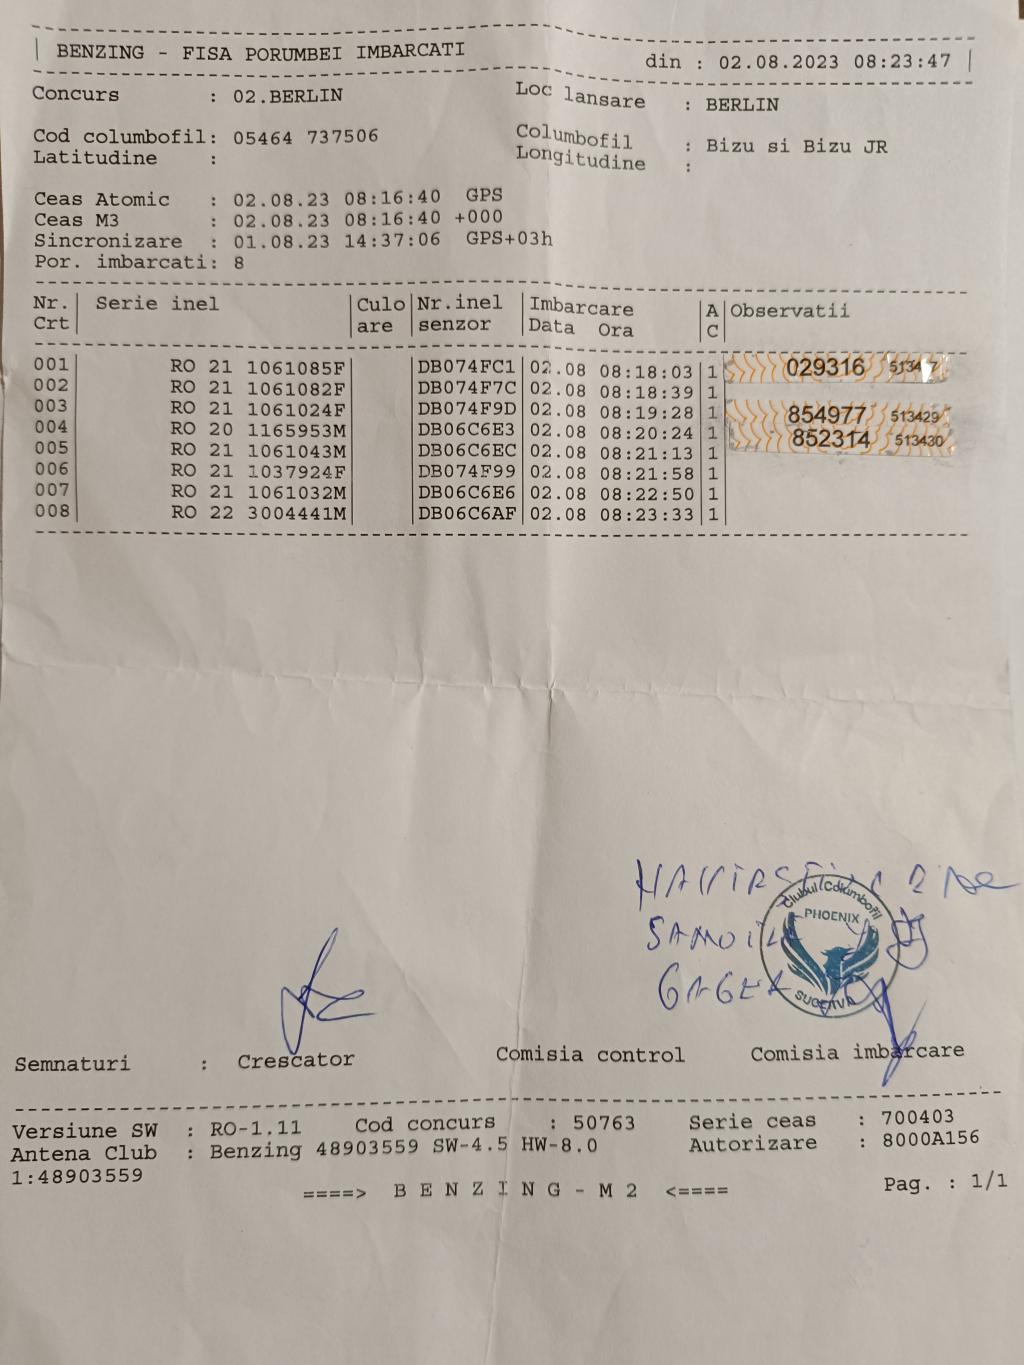 BENZING - FISA PORUMBEI IMBARCATI din : 02.08.2023 08:23:47
Concurs : 02.BERLIN Loc lansare : BERLIN
Cod columbofil: 05464 737506 Columbofil : Bizu si Bizu JR
Latitudine : Longitudine :
Ceas Atomic : 02.08.23 08:16:40 GPS
Ceas M3 : 02.08.23 08:16:40 +000
Sincronizare : 01.08.23 14:37:06 GPS+03h
Por. imbarcati: 8
Nr. Serie inel Culo Nr.inel Imbarcare A Observatii
Crt are senzor Data Ora C
001 RO 21 1061085F DB074FC1 02.08 08:18:03 1 029316
002 RO 21 1061082F DB074F7C 02.08 08:18:39 1
003 RO 21 1061024F DB074F9D 02.08 08:19:28 1 854977 513429
004 RO 20 1165953M DB06C6E3 02.08 08:20:24 1 852314 513430
005 RO 21 1061043M DB06C6EC 02.08 08:21:13 1
006 RO 21 1037924F DB074F99 02.08 08:21:58 1
007 RO 21 1061032M DB06C6E6 02.08 08:22:50 1
008 RO 22 3004441M DB06C6AF 02.08 08:23:33 1
Clubul Columbofil
PHOENIX
SUCEAVA
GAGEA
Semnaturi : Crescator Comisia control Comisia imbarcare
Versiune SW : RO-1.11 Cod concurs : 50763 Serie ceas : 700403
Antena Club : Benzing 48903559 SW-4.5 HW-8.0 Autorizare : 8000A156
1:48903559
====> B E N Z I N G - M 2 <==== Pag. : 1/1